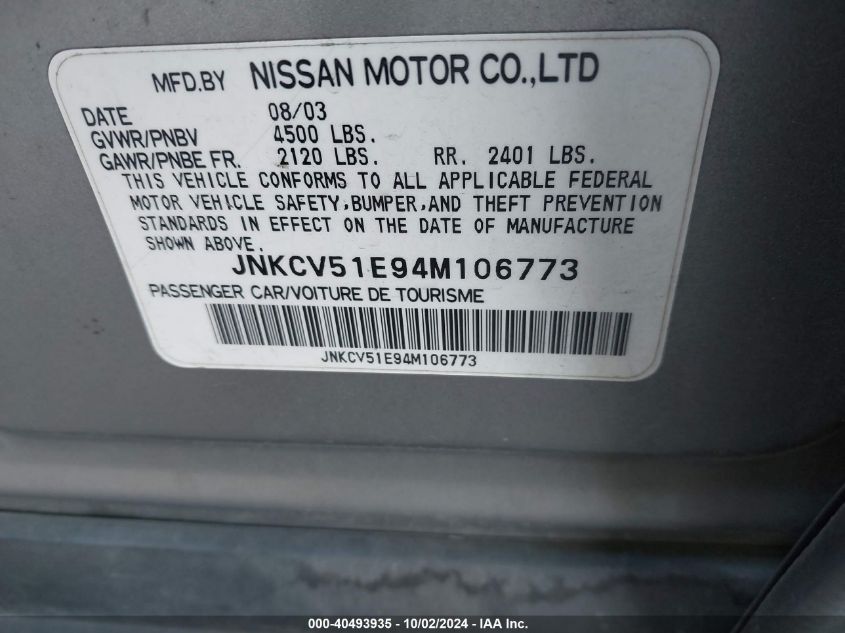 MFD.BY NISSAN MOTOR CO.,LTD
DATE 08/03
GVWR/PNBV 4500 LBS.
GAWR/PNBE FR. 2120 LBS. RR. 2401 LBS.
THIS VEHICLE CONFORMS TO ALL APPLICABLE FEDERAL
MOTOR VEHICLE SAFETY,BUMPER,AND THEFT PREVENTION
STANDARDS IN EFFECT ON THE DATE OF MANUFACTURE
SHOWN ABOVE.
JNKCV51E94M106773
PASSENGER CAR/VOITURE DE TOURISME
JNKCV51E94M106773
000-40493935 - 10/02/2024 - IAA, Inc.